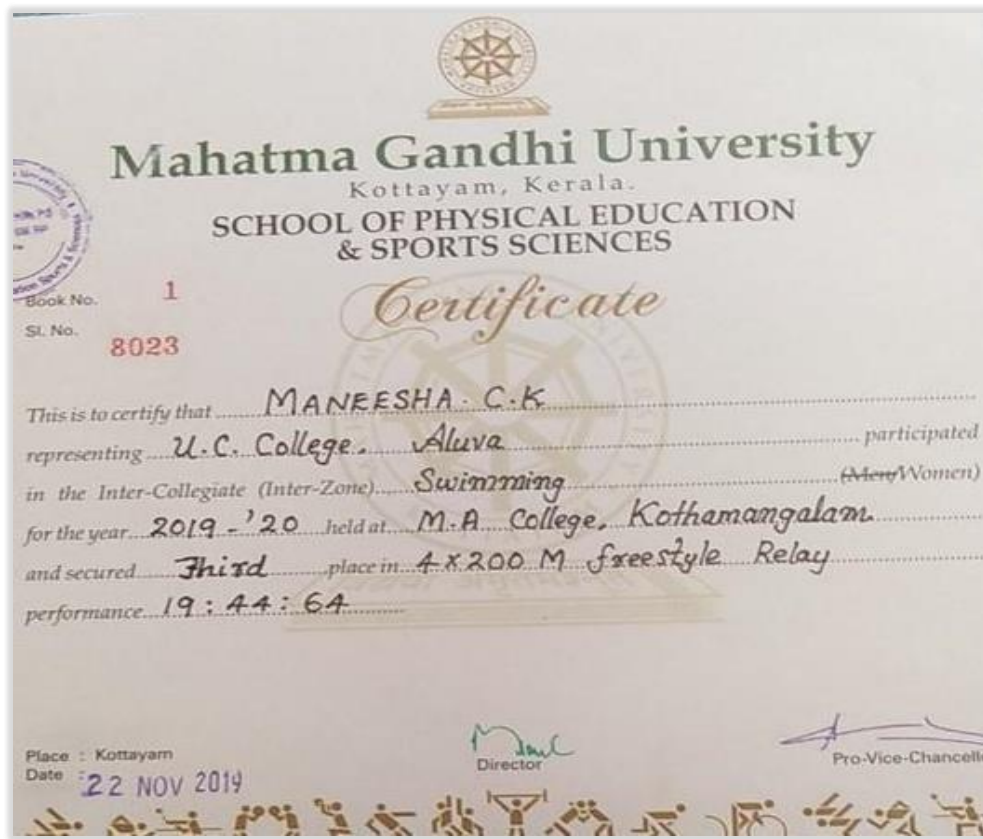 Mahatma Gandhi University
Kottayam, Kerala.
SCHOOL OF PHYSICAL EDUCATION
& SPORTS SCIENCES
Certificate
Book No. 1
Sl. No. 8023
This is to certify that MANEESHA. C.K
representing U.C. College, Aluva participated
in the Inter-Collegiate (Inter-Zone) Swimming (Men/Women)
for the year 2019-'20 held at M.A College, Kothamangalam
and secured Third place in 4x200 M freestyle Relay
performance 19:44:64
Place : Kottayam
Date : 22 NOV 2019
Director
Pro-Vice-Chancello